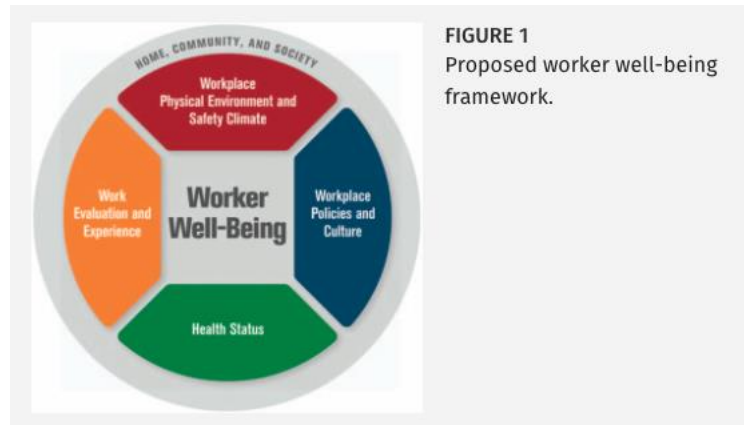 FIGURE 1
Proposed worker well-being
framework.
HOME, COMMUNITY, AND SOCIETY
Workplace
Physical Environment and
Safety Climate
Work
Evaluation and
Experience
Worker
Well-Being
Workplace
Policies and
Culture
Health Status